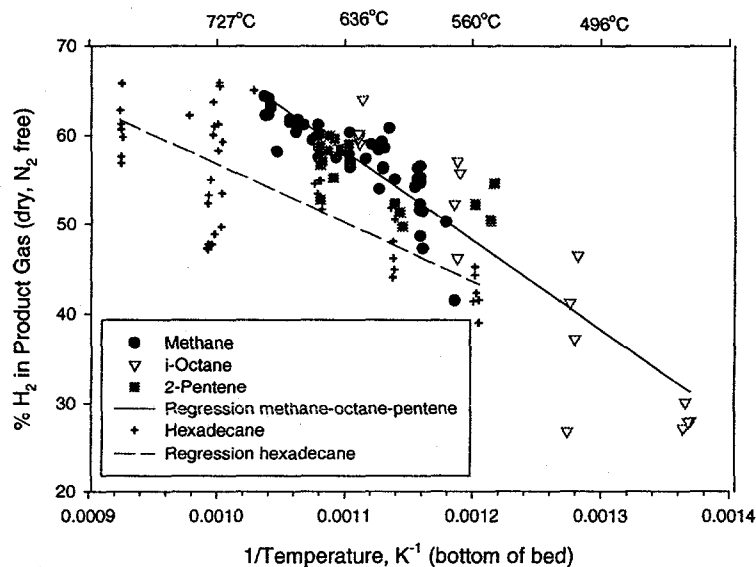 727°C 636°C 560°C 496°C
70
60
50
40
30
20
% H₂ in Product Gas (dry, N₂ free)
Methane
i-Octane
2-Pentene
Regression methane-octane-pentene
Hexadecane
Regression hexadecane
0.0009 0.0010 0.0011 0.0012 0.0013 0.0014
1/Temperature, K⁻¹ (bottom of bed)